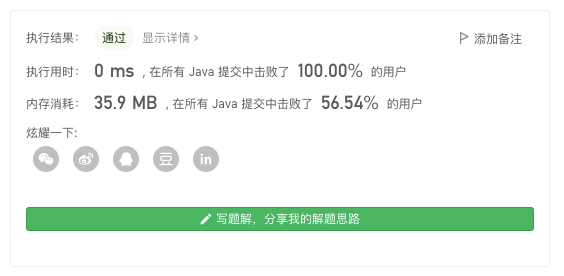 执行结果： 通过 显示详情 > 添加备注
执行用时： 0 ms , 在所有 Java 提交中击败了 100.00% 的用户
内存消耗： 35.9 MB , 在所有 Java 提交中击败了 56.54% 的用户
炫耀一下:
豆 in
写题解，分享我的解题思路